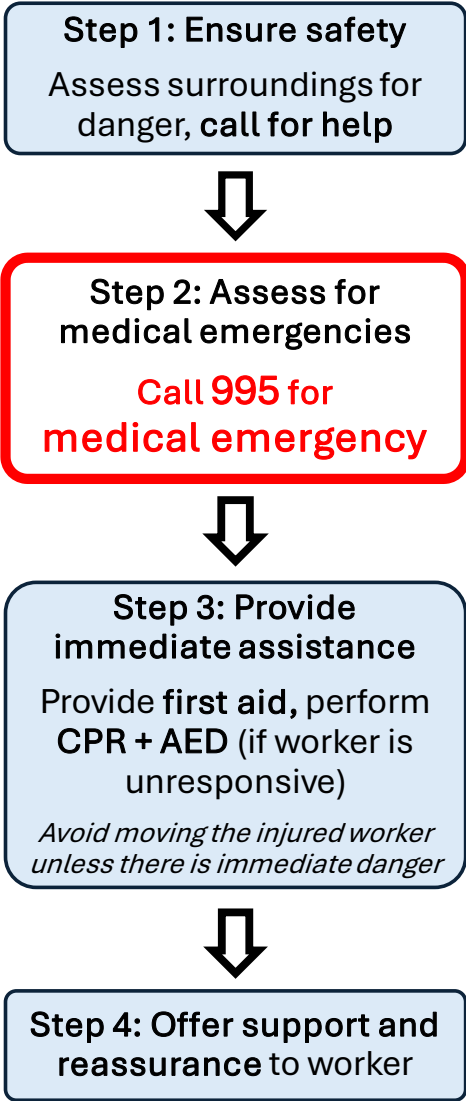 Step 1: Ensure safety
Assess surroundings for
danger, call for help
Step 2: Assess for
medical emergencies
Call 995 for
medical emergency
Step 3: Provide
immediate assistance
Provide first aid, perform
CPR + AED (if worker is
unresponsive)
Avoid moving the injured worker
unless there is immediate danger
Step 4: Offer support and
reassurance to worker